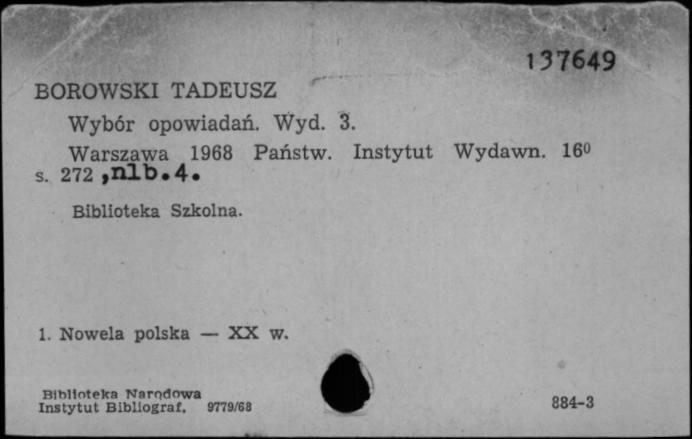 137649
BOROWSKI TADEUSZ
Wybór opowiadań. Wyd. 3.
Warszawa 1968 Państw. Instytut Wydawn. 16⁰
s. 272 ,nlb.4.
Biblioteka Szkolna.
1. Nowela polska — XX w.
Biblioteka Narodowa
Instytut Bibliograf. 9779/68
884-3